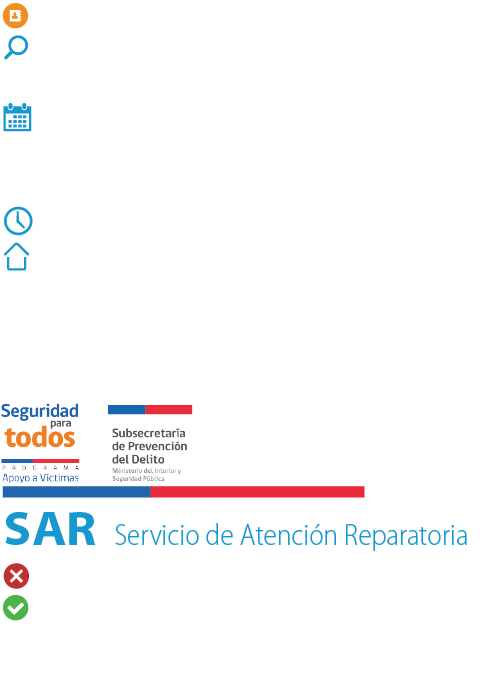 Seguridad
para
todos
PROGRAMA
Apoyo a Víctimas
Subsecretaría
de Prevención
del Delito
Ministerio del Interior y
Seguridad Pública
SAR Servicio de Atención Reparatoria